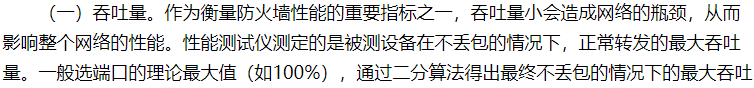 （一）吞吐量。作为衡量防火墙性能的重要指标之一，吞吐量小会造成网络的瓶颈，从而
影响整个网络的性能。性能测试仪测定的是被测设备在不丢包的情况下，正常转发的最大吞吐
量。一般选端口的理论最大值（如100%），通过二分算法得出最终不丢包的情况下的最大吞吐